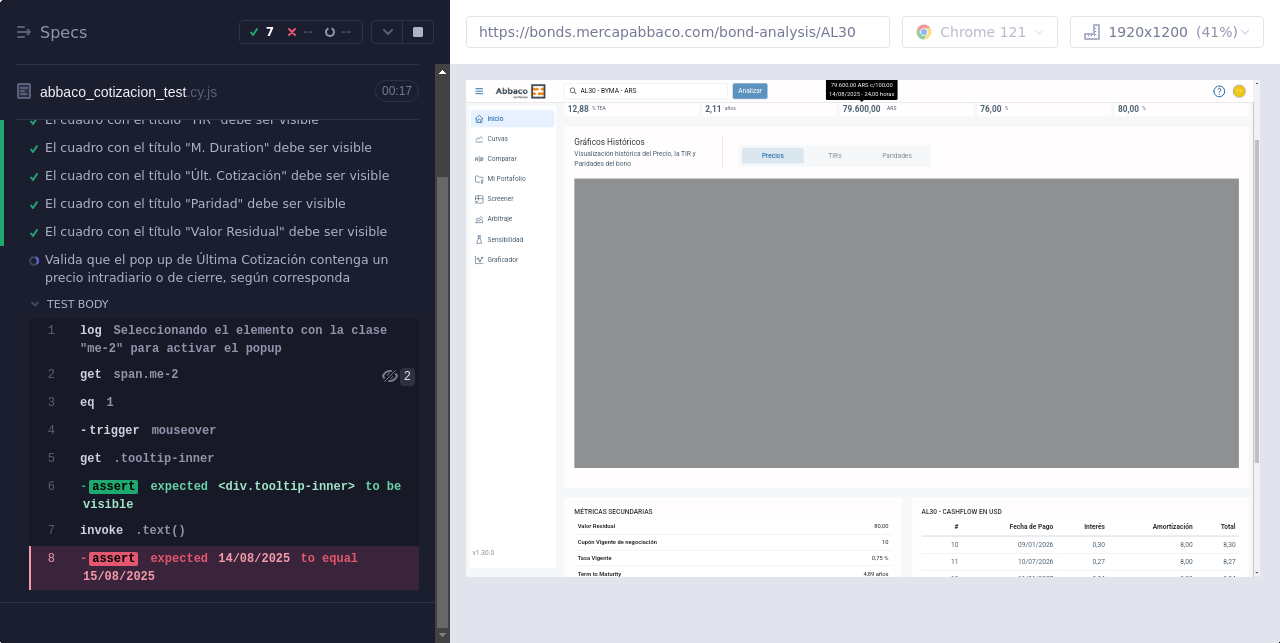 Specs
7
--
--
https://bonds.mercapabbaco.com/bond-analysis/AL30
Chrome 121
1920x1200 (41%)
abbaco_cotizacion_test.cy.js
00:17
El cuadro con el título "TIR" debe ser visible
El cuadro con el título "M. Duration" debe ser visible
El cuadro con el título "Últ. Cotización" debe ser visible
El cuadro con el título "Paridad" debe ser visible
El cuadro con el título "Valor Residual" debe ser visible
Valida que el pop up de Última Cotización contenga un
precio intradiario o de cierre, según corresponda
TEST BODY
1 log Seleccionando el elemento con la clase
"me-2" para activar el popup
2 get span.me-2
2
3 eq 1
4 -trigger mouseover
5 get .tooltip-inner
6 -assert expected <div.tooltip-inner> to be
visible
7 invoke .text()
8 -assert expected 14/08/2025 to equal
15/08/2025
Abbaco
AL30 - BYMA - ARS
Analizar
79.600,00 ARS c/100,00
14/08/2025 - 24,00 horas
?
12,88 % TEA
2,11 años
79.600,00 ARS
76,00 %
80,00 %
Inicio
Curvas
Comparar
Mi Portafolio
Screener
Arbitraje
Sensibilidad
Graficador
v1.30.0
Gráficos Históricos
Visualización histórica del Precio, la TIR y
Paridades del bono
Precios
TIRs
Paridades
MÉTRICAS SECUNDARIAS
Valor Residual 80,00
Cupón Vigente de negociación 10
Tasa Vigente 0,75 %
Term to Maturity 4,89 años
AL30 - CASHFLOW EN USD
# Fecha de Pago Interés Amortización Total
10 09/01/2026 0,30 8,00 8,30
11 10/07/2026 0,27 8,00 8,27